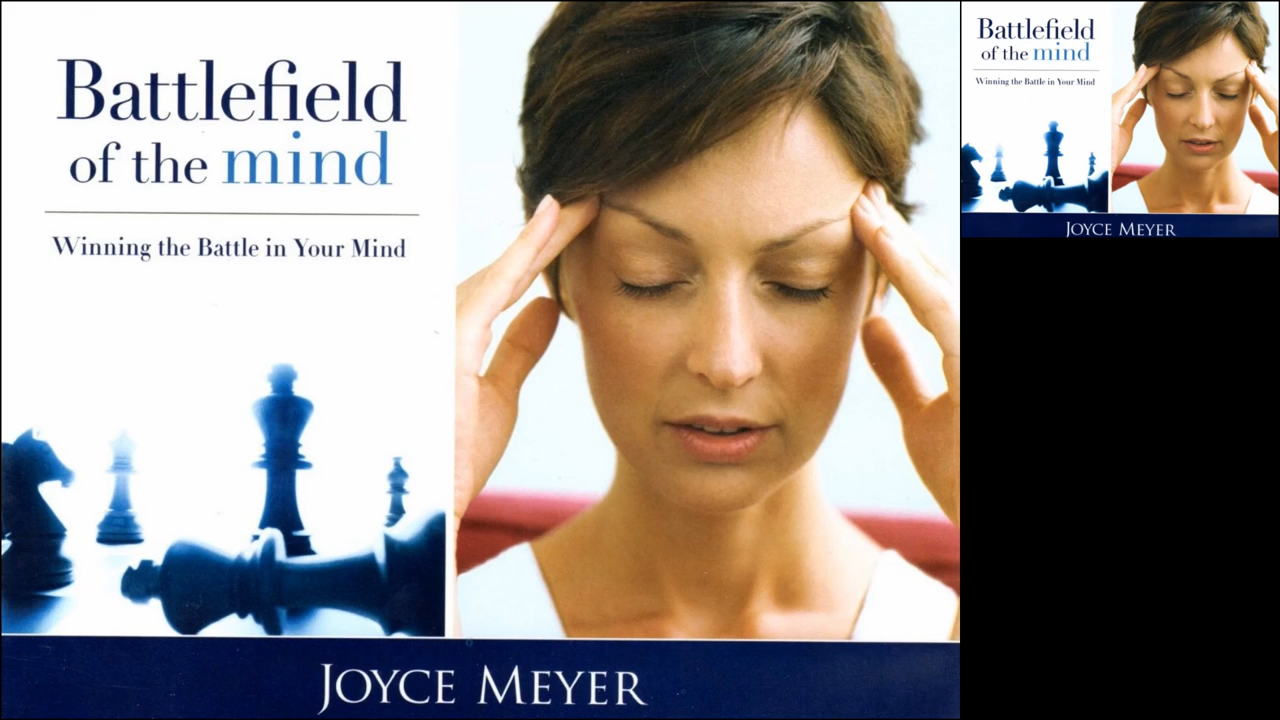 Battlefield
of the mind
Winning the Battle in Your Mind
JOYCE MEYER
Battlefield
of the mind
Winning the Battle in Your Mind
JOYCE MEYER